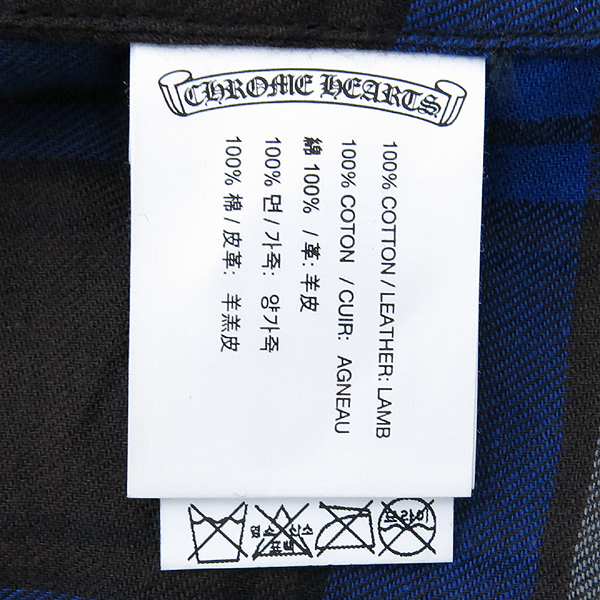 CHROME HEARTS
100% COTTON / LEATHER: LAMB
100% COTON / CUIR: AGNEAU
綿 100% / 革: 羊皮
100% 면 / 가죽: 양가죽
100% 棉 / 皮革: 羊羔皮